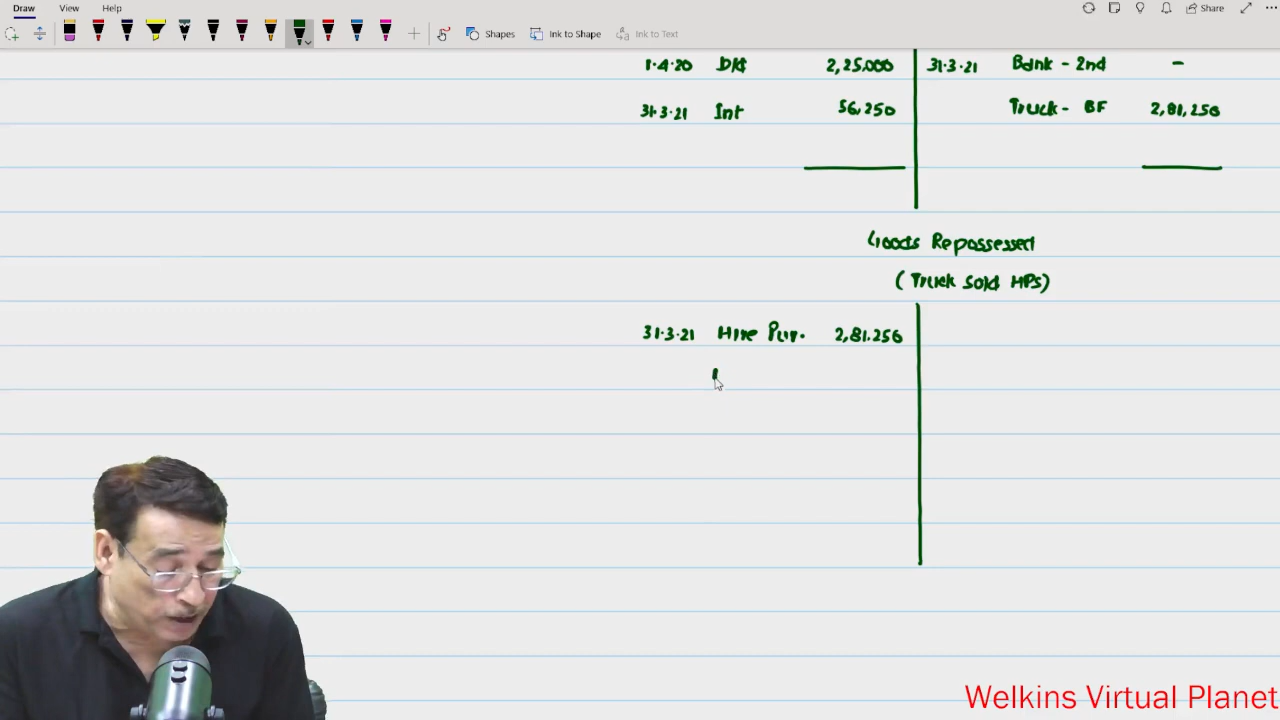 Draw View Help
Share
Shapes Ink to Shape Ink to Text
1.4.20 Bld 2,25,000 31.3.21 Bank - 2nd -
31.3.21 Int 56,250 Truck - BF 2,81,250
Goods Repossessed
(Truck Sold HPS)
31.3.21 Hire Pur. 2,81,250
Welkins Virtual Planet